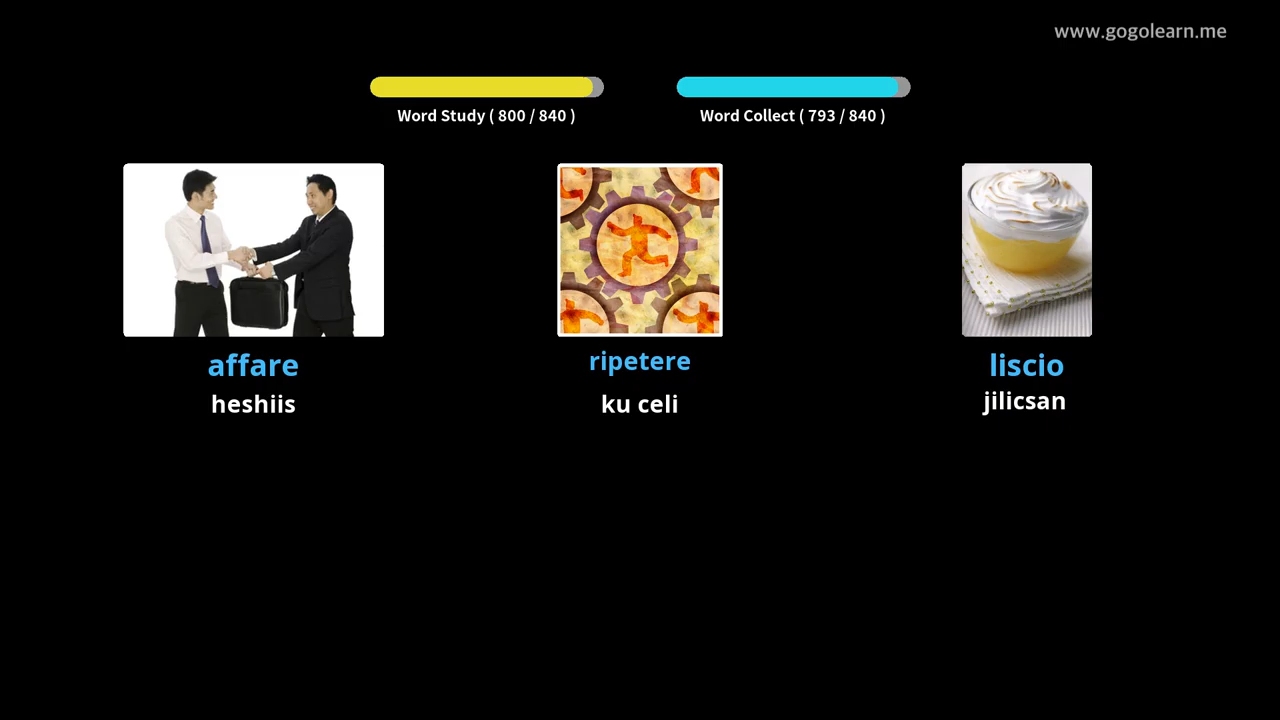 www.gogolearn.me
Word Study ( 800 / 840 )
Word Collect ( 793 / 840 )
affare
heshiis
ripetere
ku celi
liscio
jilicsan